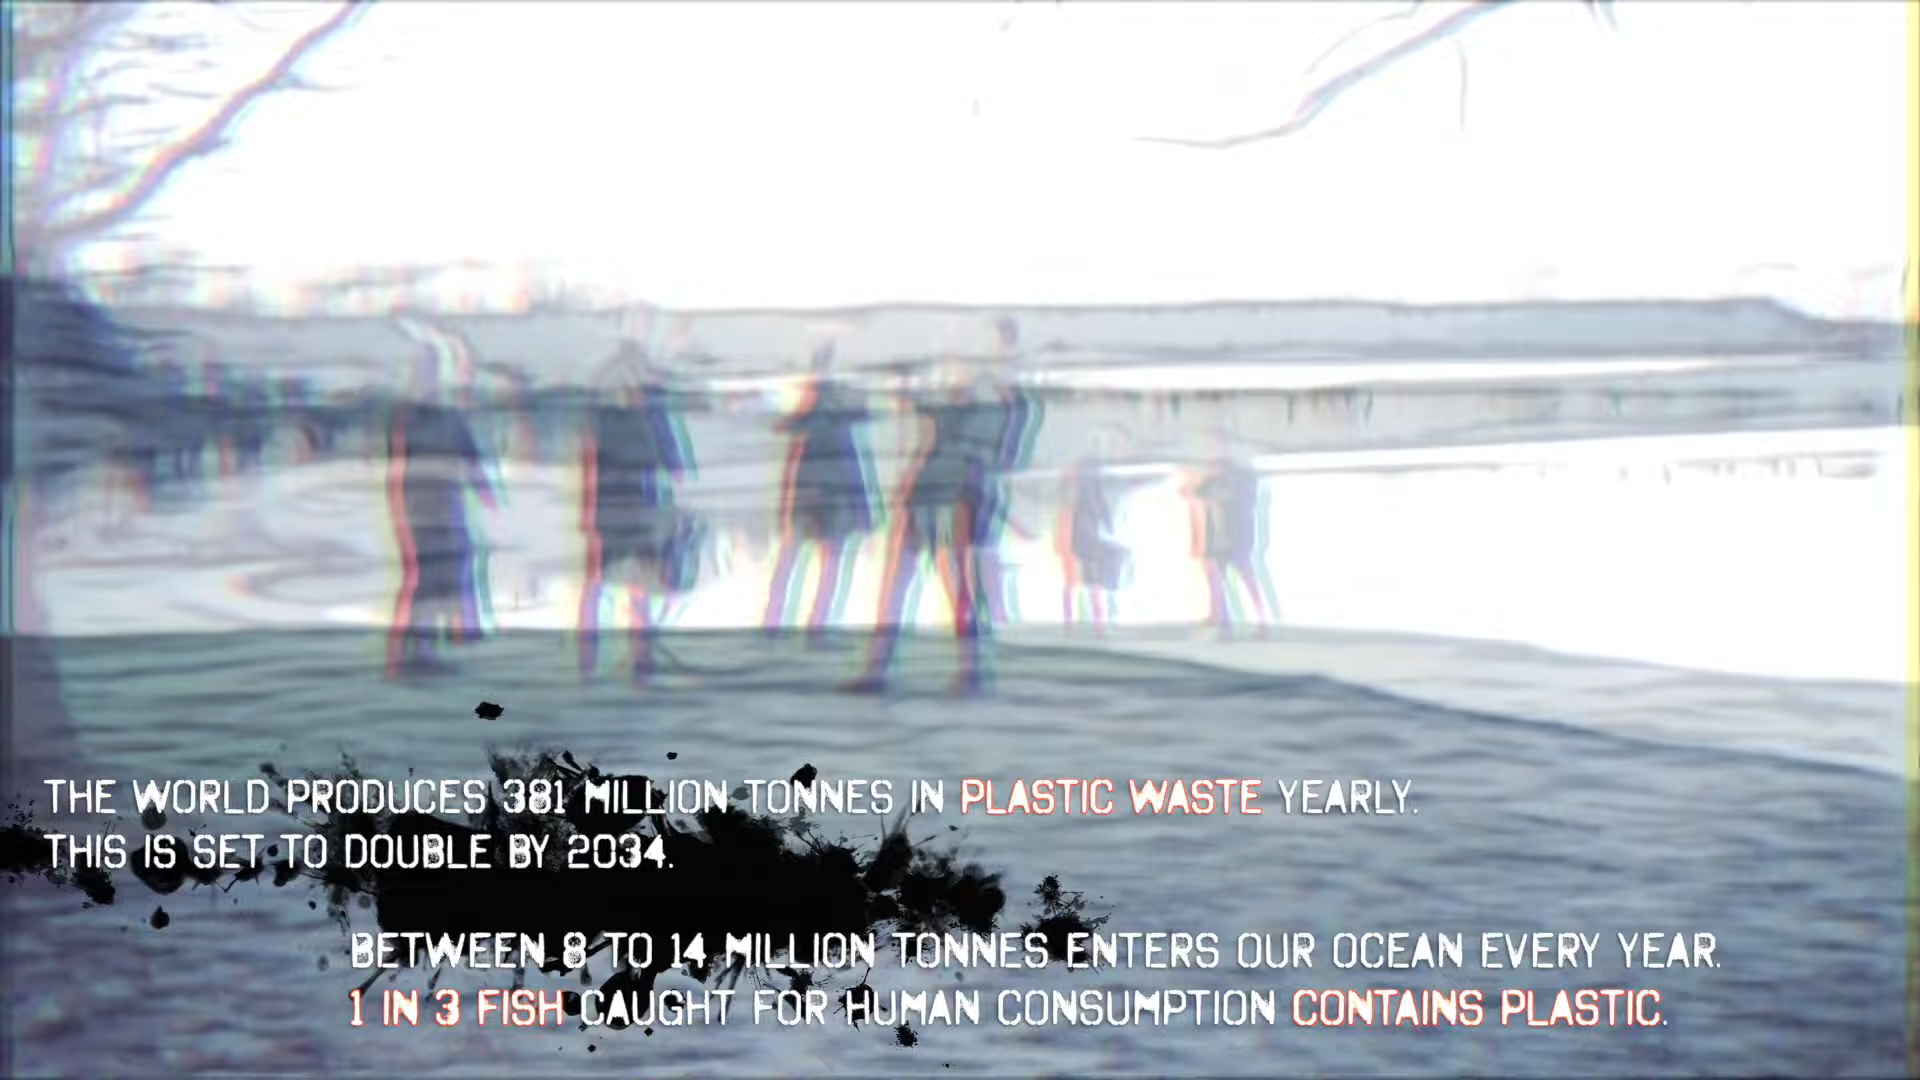 THE WORLD PRODUCES 381 MILLION TONNES IN PLASTIC WASTE YEARLY.
THIS IS SET TO DOUBLE BY 2034.
BETWEEN 8 TO 14 MILLION TONNES ENTERS OUR OCEAN EVERY YEAR.
1 IN 3 FISH CAUGHT FOR HUMAN CONSUMPTION CONTAINS PLASTIC.